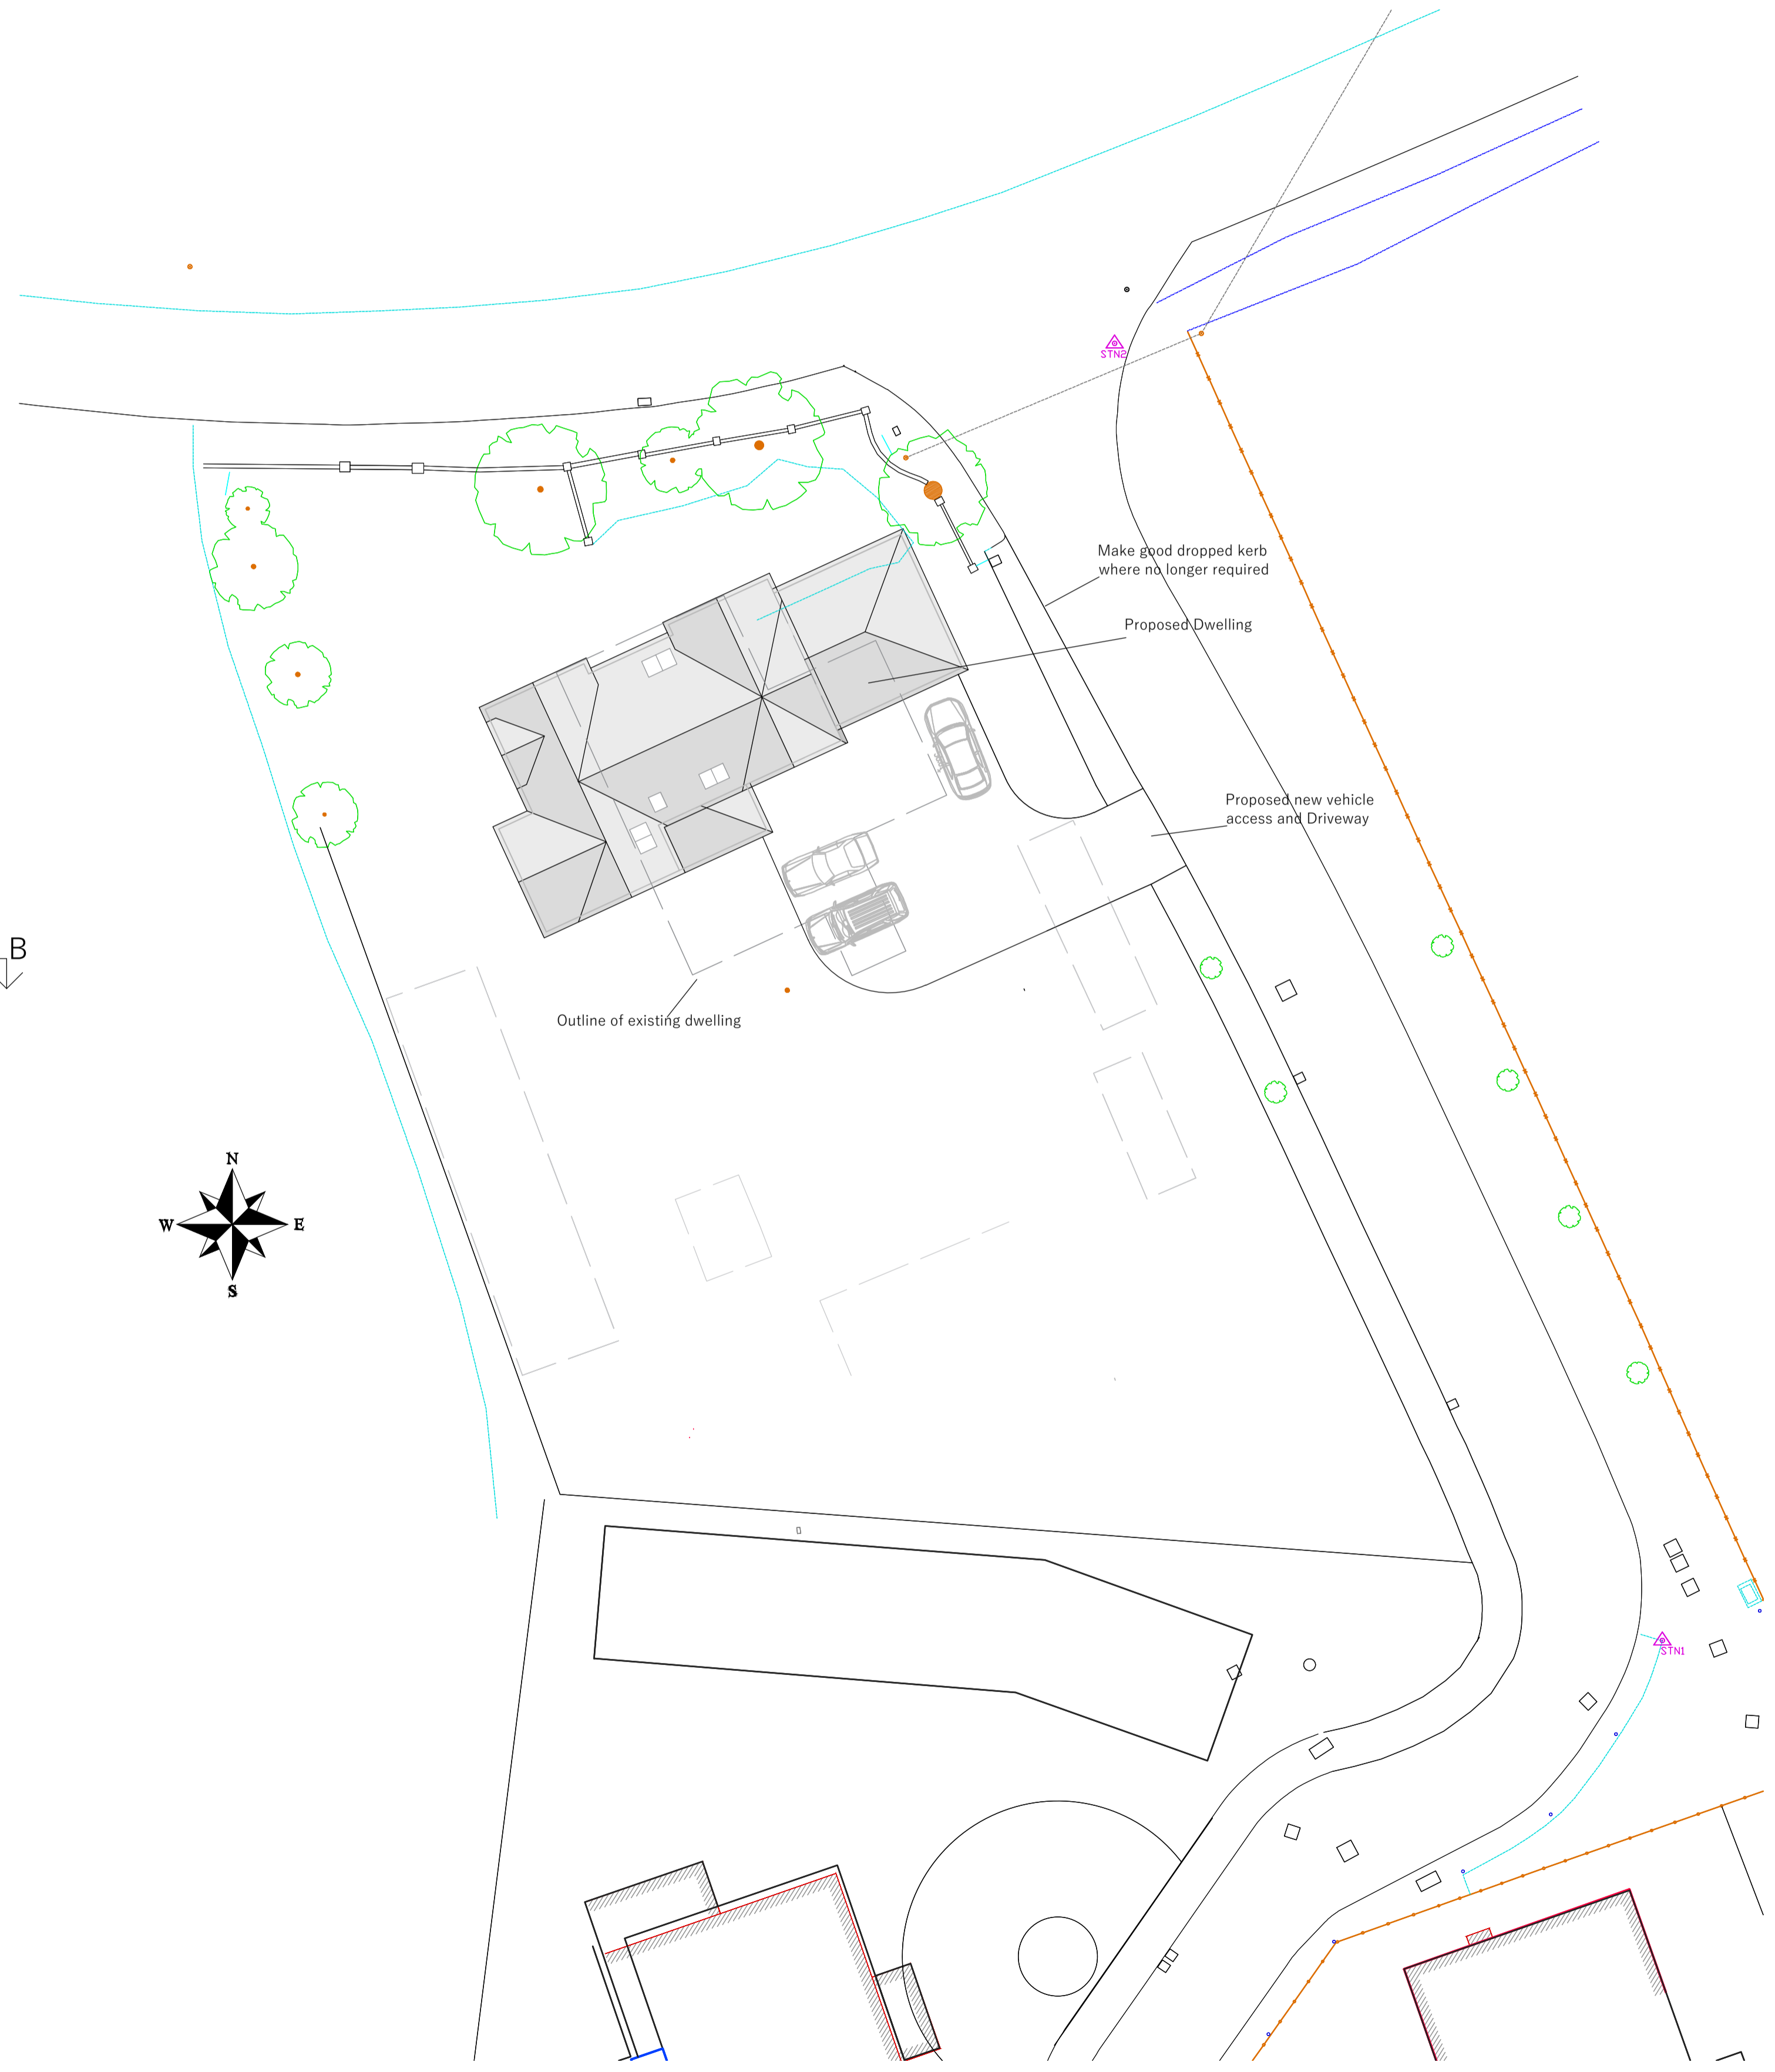 STN2
Make good dropped kerb
where no longer required
Proposed Dwelling
Proposed new vehicle
access and Driveway
B
Outline of existing dwelling
N
W
E
S
STN1